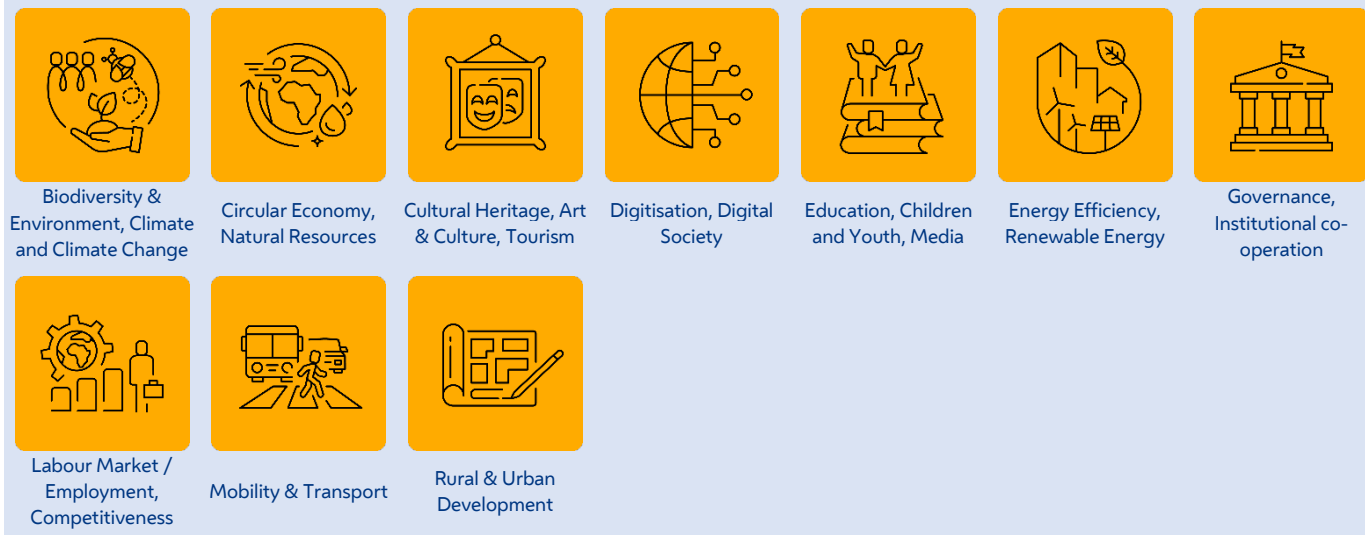 Biodiversity &
Environment, Climate
and Climate Change
Circular Economy,
Natural Resources
Cultural Heritage, Art
& Culture, Tourism
Digitisation, Digital
Society
Education, Children
and Youth, Media
Energy Efficiency,
Renewable Energy
Governance,
Institutional co-
operation
Labour Market /
Employment,
Competitiveness
Mobility & Transport
Rural & Urban
Development